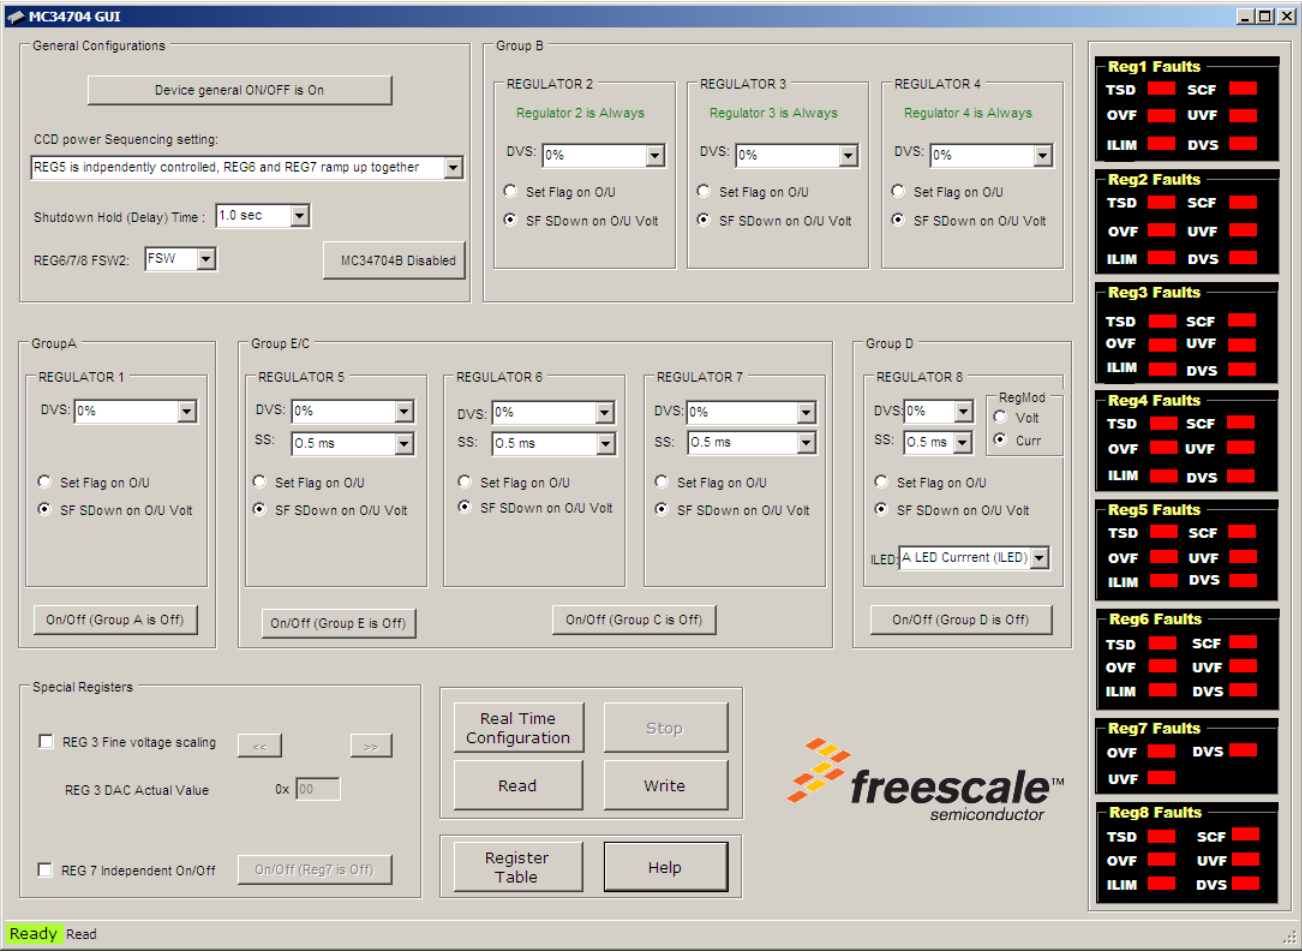 MC34704 GUI
General Configurations
Device general ON/OFF is On
CCD power Sequencing setting:
REG5 is indpendently controlled, REG6 and REG7 ramp up together
Shutdown Hold (Delay) Time :
1.0 sec
REG6/7/8 FSW2:
FSW
MC34704B Disabled
Group B
REGULATOR 2
Regulator 2 is Always
DVS:
0%
Set Flag on O/U
SF SDown on O/U Volt
REGULATOR 3
Regulator 3 is Always
DVS:
0%
Set Flag on O/U
SF SDown on O/U Volt
REGULATOR 4
Regulator 4 is Always
DVS:
0%
Set Flag on O/U
SF SDown on O/U Volt
GroupA
REGULATOR 1
DVS:
0%
Set Flag on O/U
SF SDown on O/U Volt
On/Off (Group A is Off)
Group E/C
REGULATOR 5
DVS:
0%
SS:
0.5 ms
Set Flag on O/U
SF SDown on O/U Volt
On/Off (Group E is Off)
REGULATOR 6
DVS:
0%
SS:
0.5 ms
Set Flag on O/U
SF SDown on O/U Volt
REGULATOR 7
DVS:
0%
SS:
0.5 ms
Set Flag on O/U
SF SDown on O/U Volt
On/Off (Group C is Off)
Group D
REGULATOR 8
DVS:
0%
SS:
0.5 ms
RegMod
Volt
Curr
Set Flag on O/U
SF SDown on O/U Volt
ILED:
A LED Currrent (ILED)
On/Off (Group D is Off)
Special Registers
REG 3 Fine voltage scaling
<<
>>
REG 3 DAC Actual Value
0x
00
REG 7 Independent On/Off
On/Off (Reg7 is Off)
Real Time
Configuration
Stop
Read
Write
Register
Table
Help
freescale™
semiconductor
Reg1 Faults
TSD SCF
OVF UVF
ILIM DVS
Reg2 Faults
TSD SCF
OVF UVF
ILIM DVS
Reg3 Faults
TSD SCF
OVF UVF
ILIM DVS
Reg4 Faults
TSD SCF
OVF UVF
ILIM DVS
Reg5 Faults
TSD SCF
OVF UVF
ILIM DVS
Reg6 Faults
TSD SCF
OVF UVF
ILIM DVS
Reg7 Faults
OVF DVS
UVF
Reg8 Faults
TSD SCF
OVF UVF
ILIM DVS
Ready Read